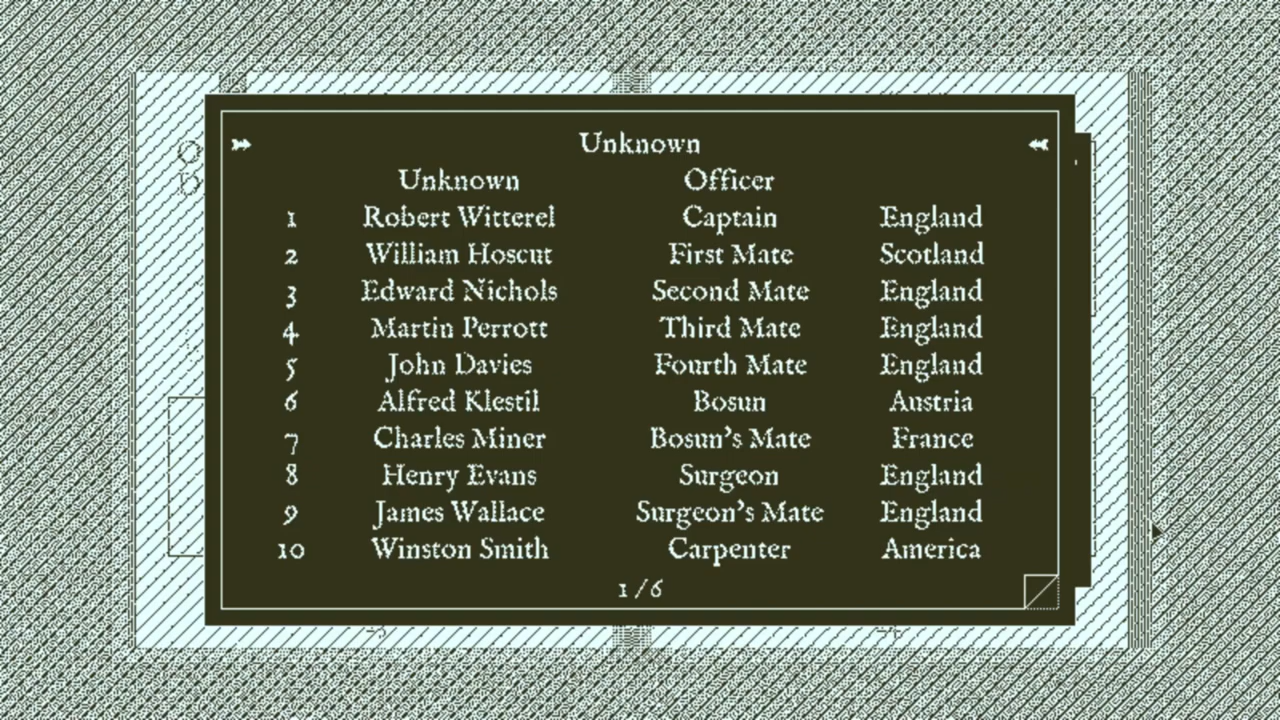 Unknown
Unknown Officer
1 Robert Witterel Captain England
2 William Hoscut First Mate Scotland
3 Edward Nichols Second Mate England
4 Martin Perrott Third Mate England
5 John Davies Fourth Mate England
6 Alfred Klestil Bosun Austria
7 Charles Miner Bosun's Mate France
8 Henry Evans Surgeon England
9 James Wallace Surgeon's Mate England
10 Winston Smith Carpenter America
1/6